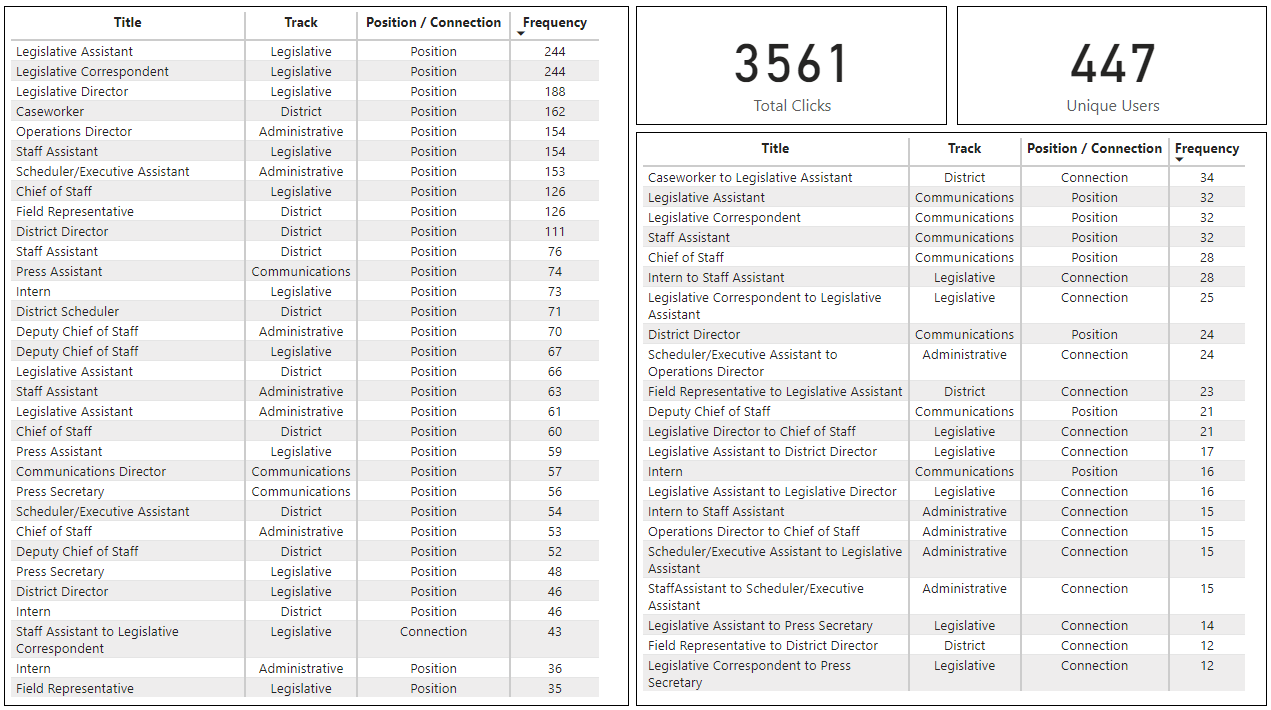 Title Track Position / Connection Frequency
Legislative Assistant Legislative Position 244
Legislative Correspondent Legislative Position 244
Legislative Director Legislative Position 188
Caseworker District Position 162
Operations Director Administrative Position 154
Staff Assistant Legislative Position 154
Scheduler/Executive Assistant Administrative Position 153
Chief of Staff Legislative Position 126
Field Representative District Position 126
District Director District Position 111
Staff Assistant District Position 76
Press Assistant Communications Position 74
Intern Legislative Position 73
District Scheduler District Position 71
Deputy Chief of Staff Administrative Position 70
Deputy Chief of Staff Legislative Position 67
Legislative Assistant District Position 66
Staff Assistant Administrative Position 63
Legislative Assistant Administrative Position 61
Chief of Staff District Position 60
Press Assistant Legislative Position 59
Communications Director Communications Position 57
Press Secretary Communications Position 56
Scheduler/Executive Assistant District Position 54
Chief of Staff Administrative Position 53
Deputy Chief of Staff District Position 52
Press Secretary Legislative Position 48
District Director Legislative Position 46
Intern District Position 46
Staff Assistant to Legislative Legislative Connection 43
Correspondent
Intern Administrative Position 36
Field Representative Legislative Position 35
3561
Total Clicks
447
Unique Users
Title Track Position / Connection Frequency
Caseworker to Legislative Assistant District Connection 34
Legislative Assistant Communications Position 32
Legislative Correspondent Communications Position 32
Staff Assistant Communications Position 32
Chief of Staff Communications Position 28
Intern to Staff Assistant Legislative Connection 28
Legislative Correspondent to Legislative Legislative Connection 25
Assistant
District Director Communications Position 24
Scheduler/Executive Assistant to Administrative Connection 24
Operations Director
Field Representative to Legislative Assistant District Connection 23
Deputy Chief of Staff Communications Position 21
Legislative Director to Chief of Staff Legislative Connection 21
Legislative Assistant to District Director Legislative Connection 17
Intern Communications Position 16
Legislative Assistant to Legislative Director Legislative Connection 16
Intern to Staff Assistant Administrative Connection 15
Operations Director to Chief of Staff Administrative Connection 15
Scheduler/Executive Assistant to Legislative Administrative Connection 15
Assistant
StaffAssistant to Scheduler/Executive Administrative Connection 15
Assistant
Legislative Assistant to Press Secretary Legislative Connection 14
Field Representative to District Director District Connection 12
Legislative Correspondent to Press Legislative Connection 12
Secretary